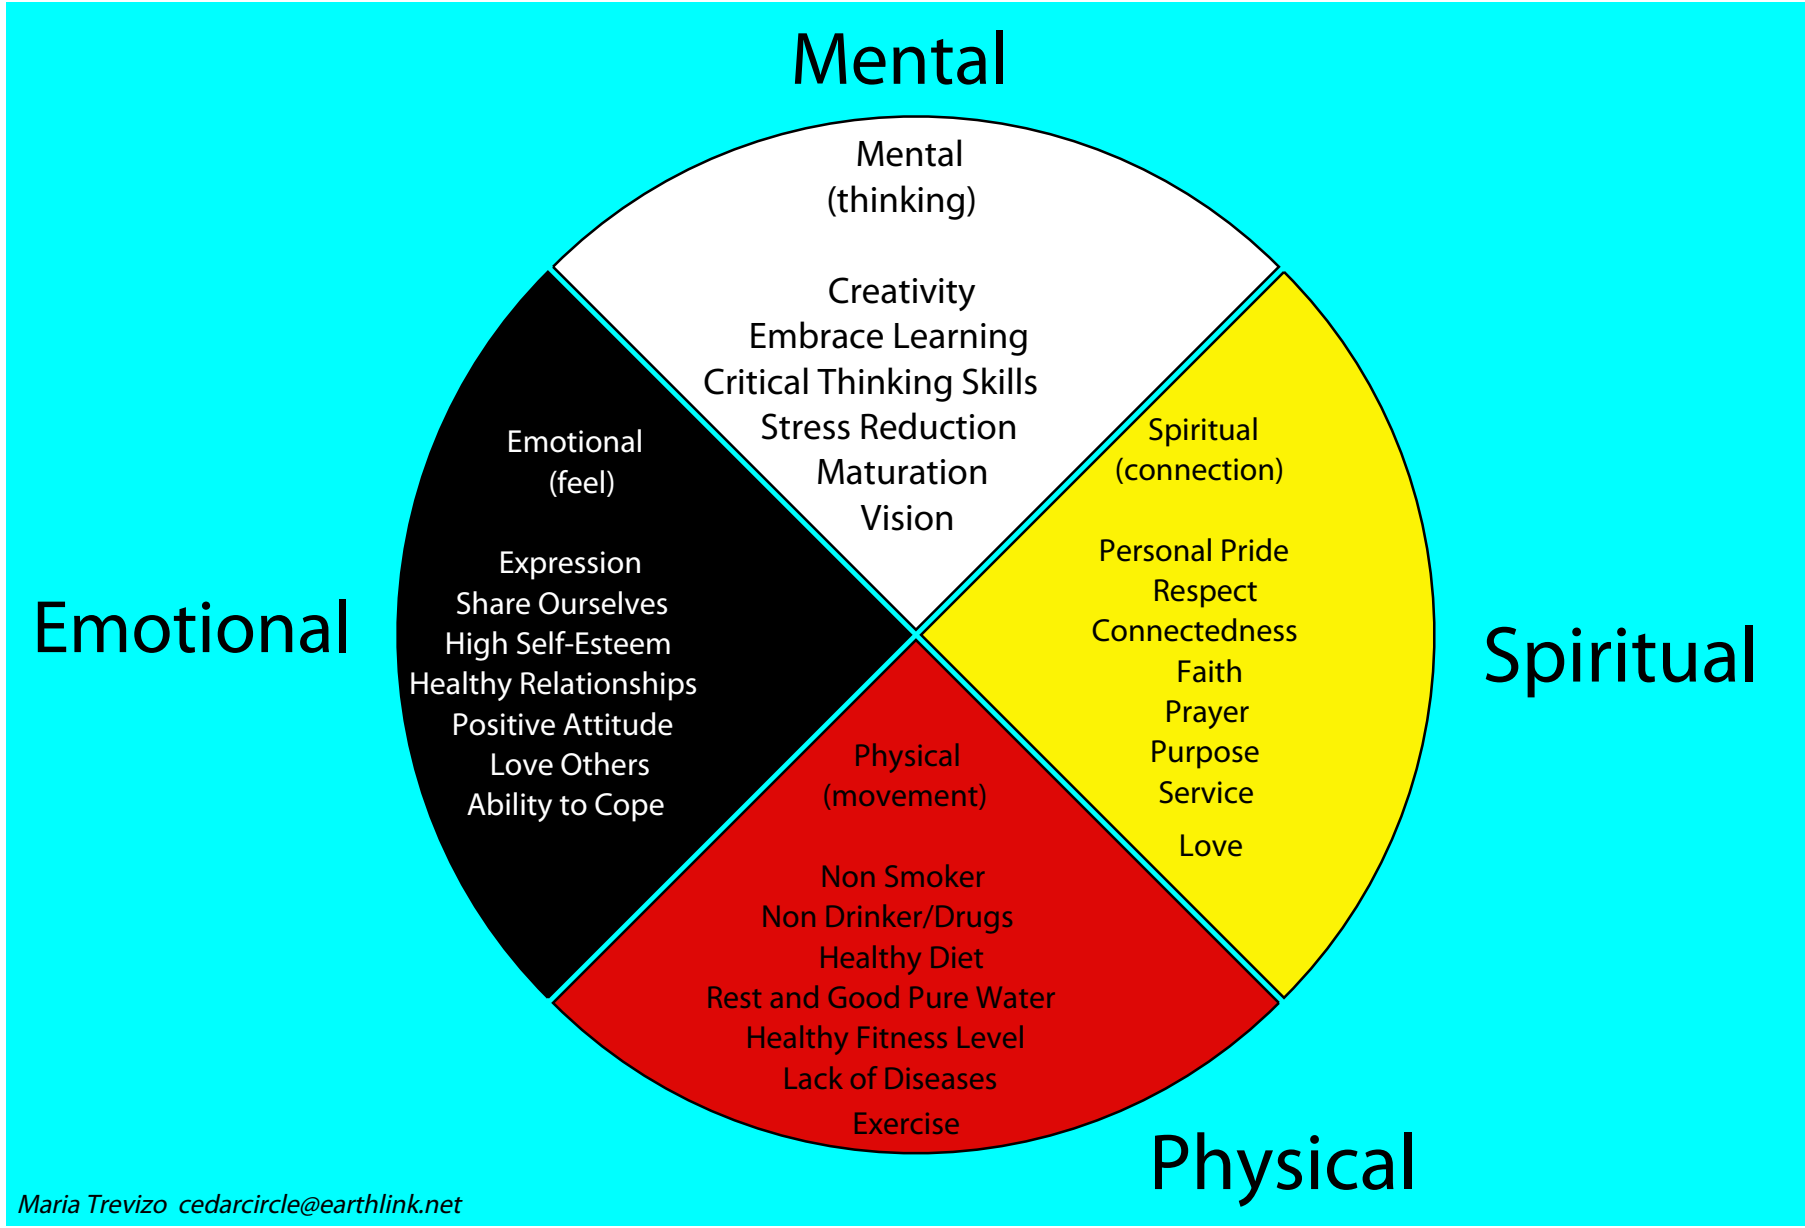 Mental
Mental
(thinking)
Creativity
Embrace Learning
Critical Thinking Skills
Stress Reduction
Maturation
Vision
Emotional
Emotional
(feel)
Expression
Share Ourselves
High Self-Esteem
Healthy Relationships
Positive Attitude
Love Others
Ability to Cope
Spiritual
(connection)
Personal Pride
Respect
Connectedness
Faith
Prayer
Purpose
Service
Love
Spiritual
Physical
(movement)
Non Smoker
Non Drinker/Drugs
Healthy Diet
Rest and Good Pure Water
Healthy Fitness Level
Lack of Diseases
Exercise
Physical
Maria Trevizo cedarcircle@earthlink.net